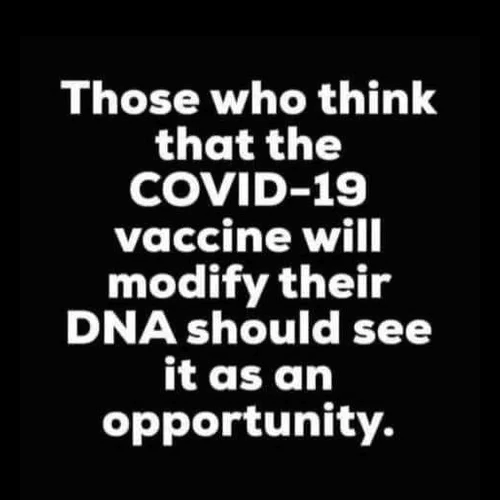 Those who think
that the
COVID-19
vaccine will
modify their
DNA should see
it as an
opportunity.